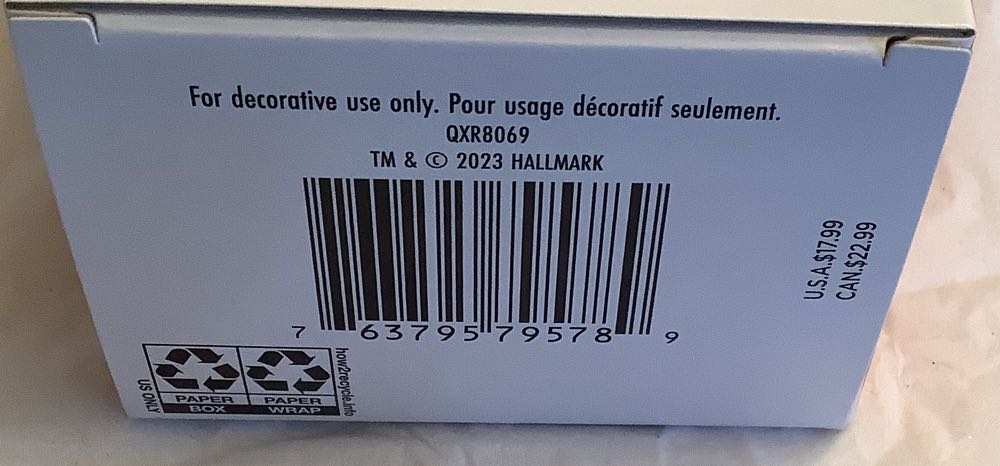 For decorative use only. Pour usage décoratif seulement.
QXR8069
TM & © 2023 HALLMARK
7 63795 79578 9
U.S.A.$17.99
CAN.$22.99
US ONLY
PAPER
BOX
PAPER
WRAP
how2recycle.info